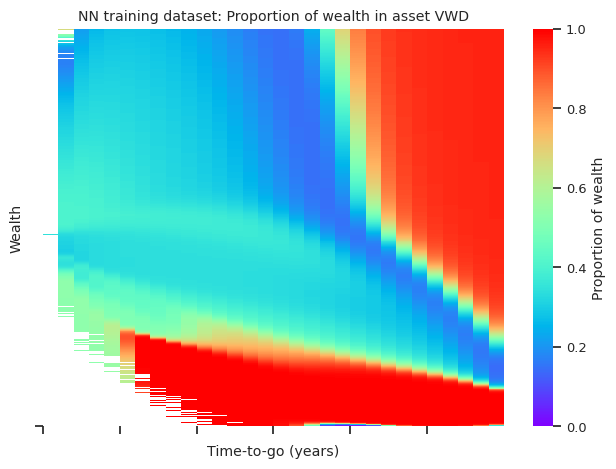 NN training dataset: Proportion of wealth in asset VWD
Wealth
Time-to-go (years)
1.0
0.8
0.6
0.4
0.2
0.0
Proportion of wealth